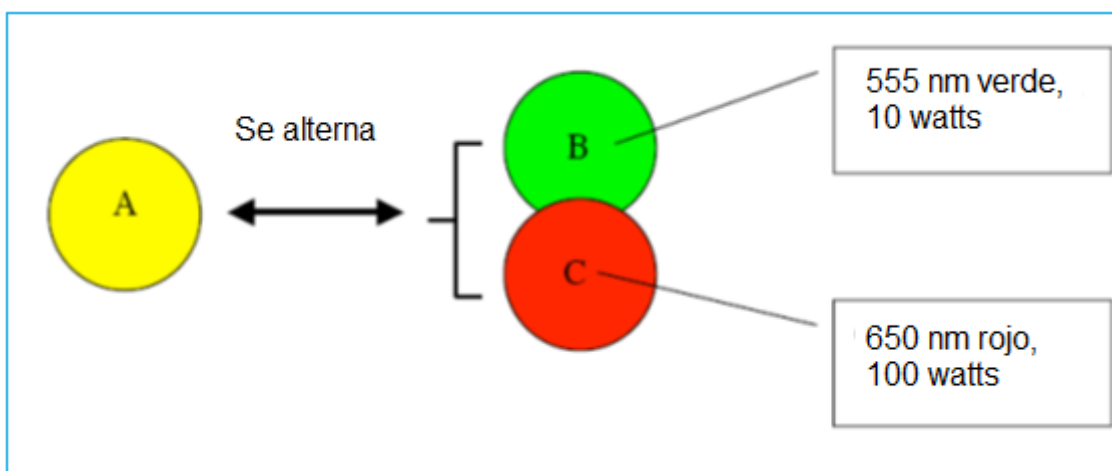 A
Se alterna
B
C
555 nm verde,
10 watts
650 nm rojo,
100 watts